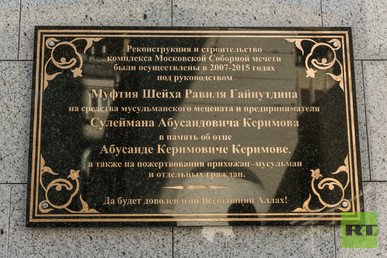 Реконструкция и строительство
комплекса Московской Соборной мечети
были осуществлены в 2007-2015 годах
под руководством
Муфтия Шейха Равиля Гайнутдина
на средства мусульманского мецената и предпринимателя
Сулеймана Абусаидовича Керимова
в память об отце
Абусаиде Керимовиче Керимове,
а также на пожертвования прихожан-мусульман
и отдельных граждан.
Да будет доволен ими Всевышний Аллах!
RT